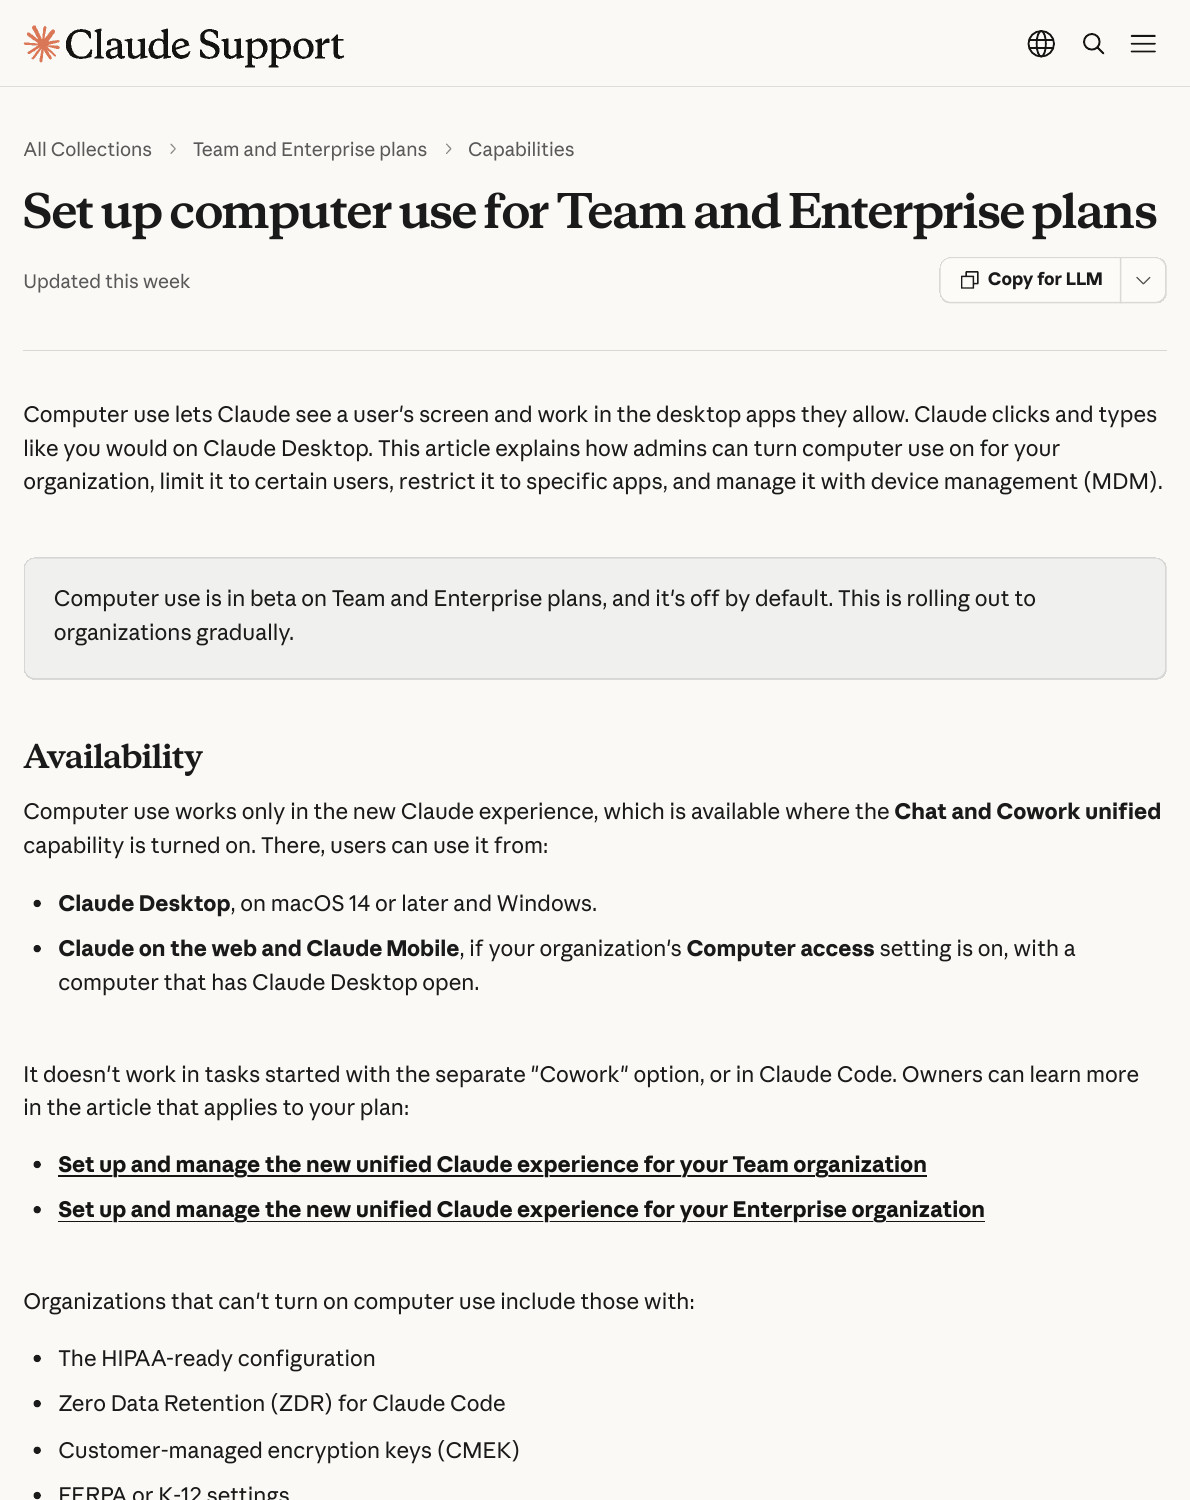 Claude Support
All Collections > Team and Enterprise plans > Capabilities
Set up computer use for Team and Enterprise plans
Updated this week
Copy for LLM
Computer use lets Claude see a user's screen and work in the desktop apps they allow. Claude clicks and types
like you would on Claude Desktop. This article explains how admins can turn computer use on for your
organization, limit it to certain users, restrict it to specific apps, and manage it with device management (MDM).
Computer use is in beta on Team and Enterprise plans, and it's off by default. This is rolling out to
organizations gradually.
Availability
Computer use works only in the new Claude experience, which is available where the Chat and Cowork unified
capability is turned on. There, users can use it from:
• Claude Desktop, on macOS 14 or later and Windows.
• Claude on the web and Claude Mobile, if your organization's Computer access setting is on, with a
computer that has Claude Desktop open.
It doesn't work in tasks started with the separate "Cowork" option, or in Claude Code. Owners can learn more
in the article that applies to your plan:
• Set up and manage the new unified Claude experience for your Team organization
• Set up and manage the new unified Claude experience for your Enterprise organization
Organizations that can't turn on computer use include those with:
• The HIPAA-ready configuration
• Zero Data Retention (ZDR) for Claude Code
• Customer-managed encryption keys (CMEK)
• FERPA or K-12 settings